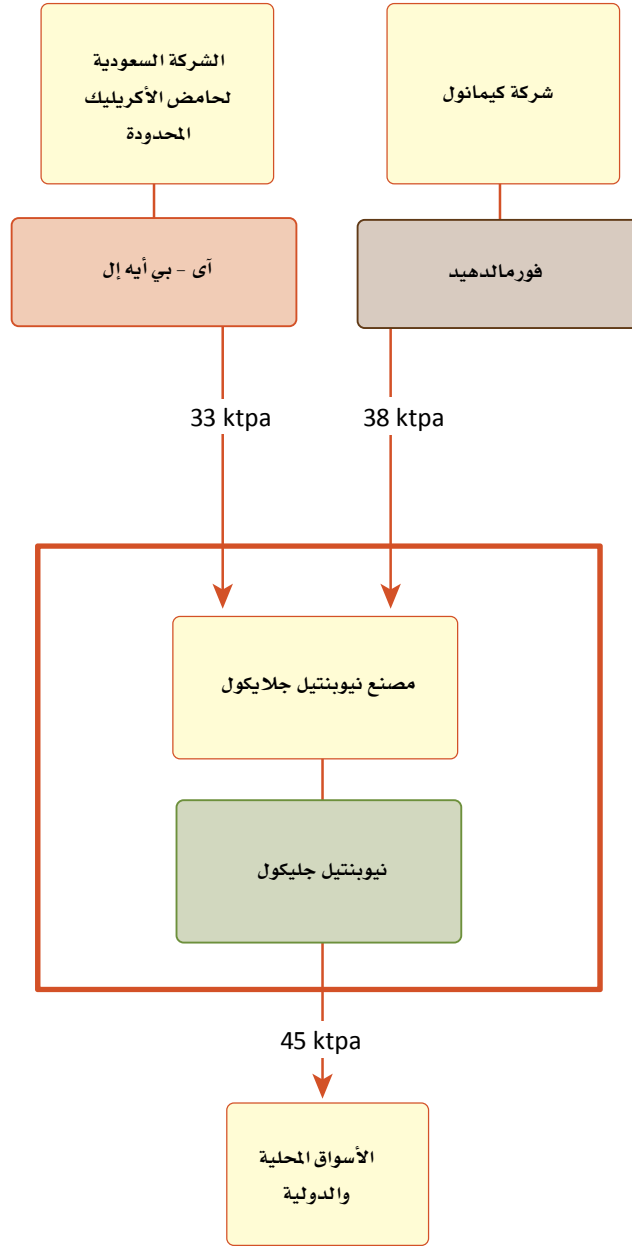 الشركة السعودية
لحامض الأكريليك
المحدودة
شركة كيمانول
آى - بي أيه إل
فورمالدهيد
33 ktpa
38 ktpa
مصنع نيوبنتيل جلايكول
نيوبنتيل جليكول
45 ktpa
الأسواق المحلية
والدولية